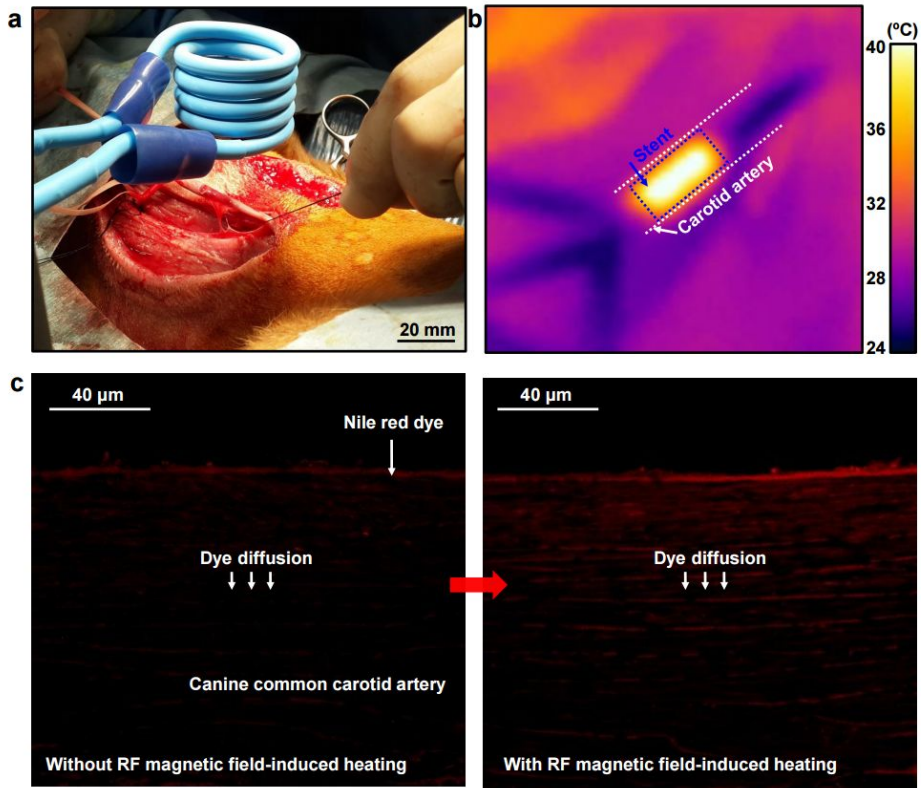 a
20 mm
b
(ºC)
40
36
32
28
24
Stent
Carotid artery
c
40 µm
Nile red dye
Dye diffusion
Canine common carotid artery
Without RF magnetic field-induced heating
40 µm
Dye diffusion
With RF magnetic field-induced heating